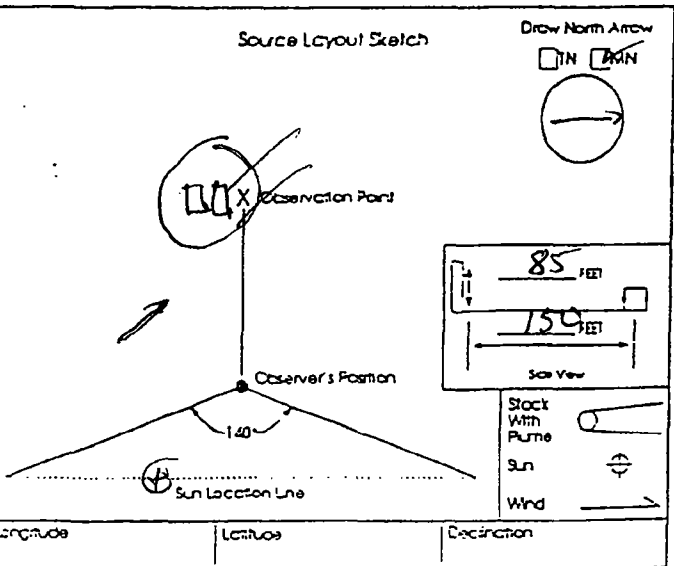 Source Layout Sketch
Draw North Arrow
TN MN
X Observation Point
85 FEET
150 FEET
Side View
Observer's Position
140
Sun Location Line
Stack
With
Plume
Sun
Wind
Longitude
Latitude
Declination